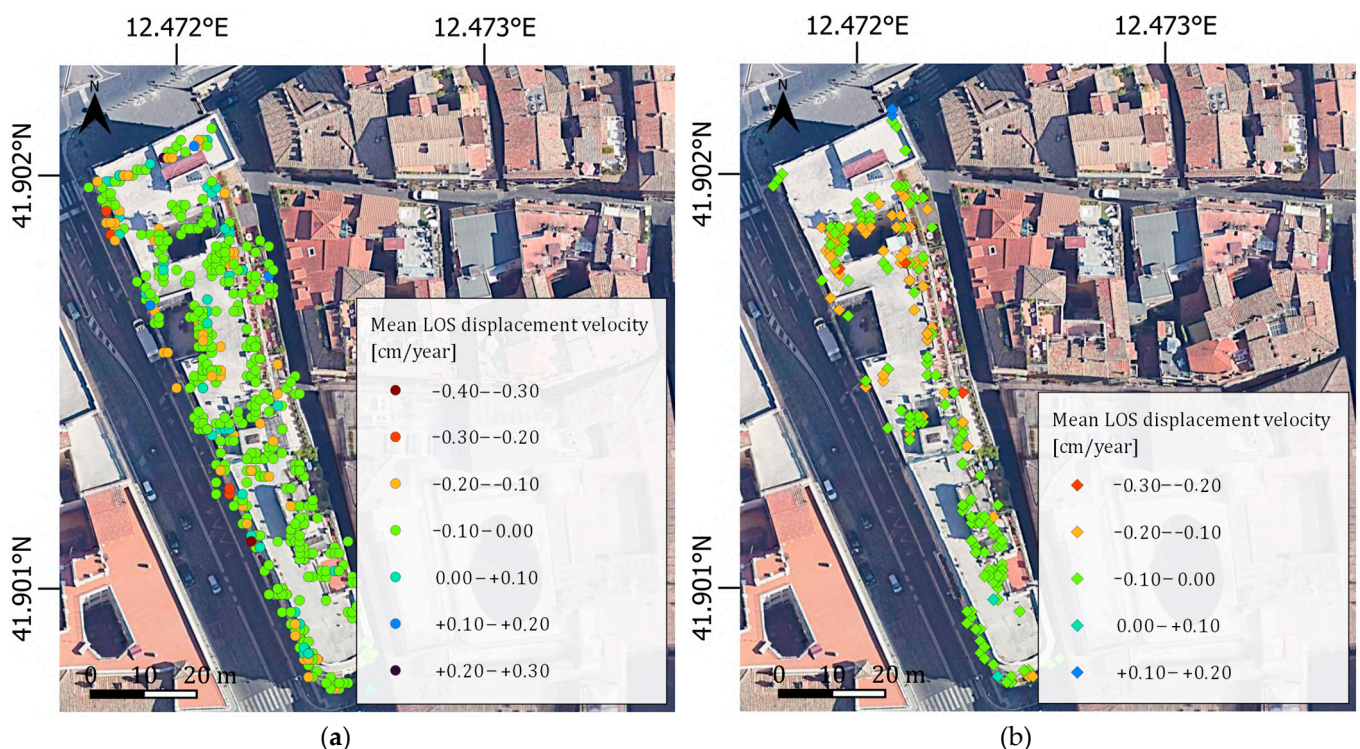 12.472°E
12.473°E
12.472°E
12.473°E
N
N
41.902°N
41.902°N
Mean LOS displacement velocity
[cm/year]
−0.40−−0.30
−0.30−−0.20
−0.20−−0.10
−0.10−0.00
0.00−+0.10
+0.10−+0.20
+0.20−+0.30
Mean LOS displacement velocity
[cm/year]
−0.30−−0.20
−0.20−−0.10
−0.10−0.00
0.00−+0.10
+0.10−+0.20
41.901°N
41.901°N
0 10 20 m
0 10 20 m
(a)
(b)